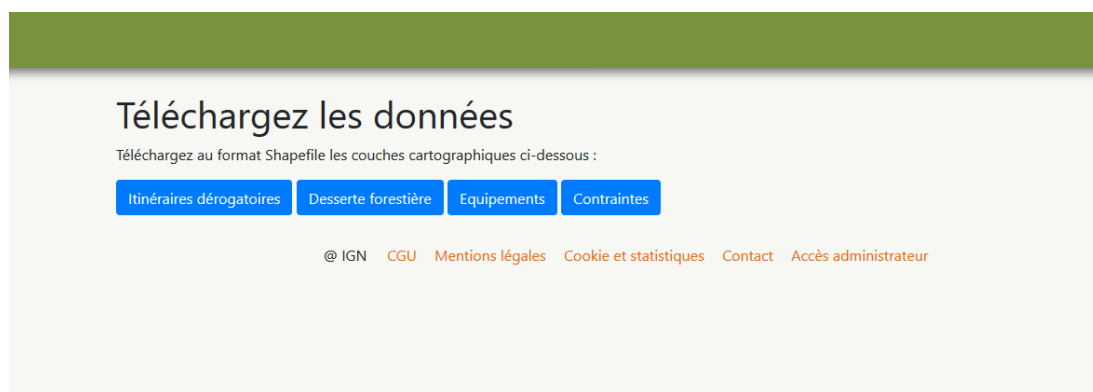 Téléchargez les données
Téléchargez au format Shapefile les couches cartographiques ci-dessous :
Itinéraires dérogatoires Desserte forestière Equipements Contraintes
@ IGN CGU Mentions légales Cookie et statistiques Contact Accès administrateur